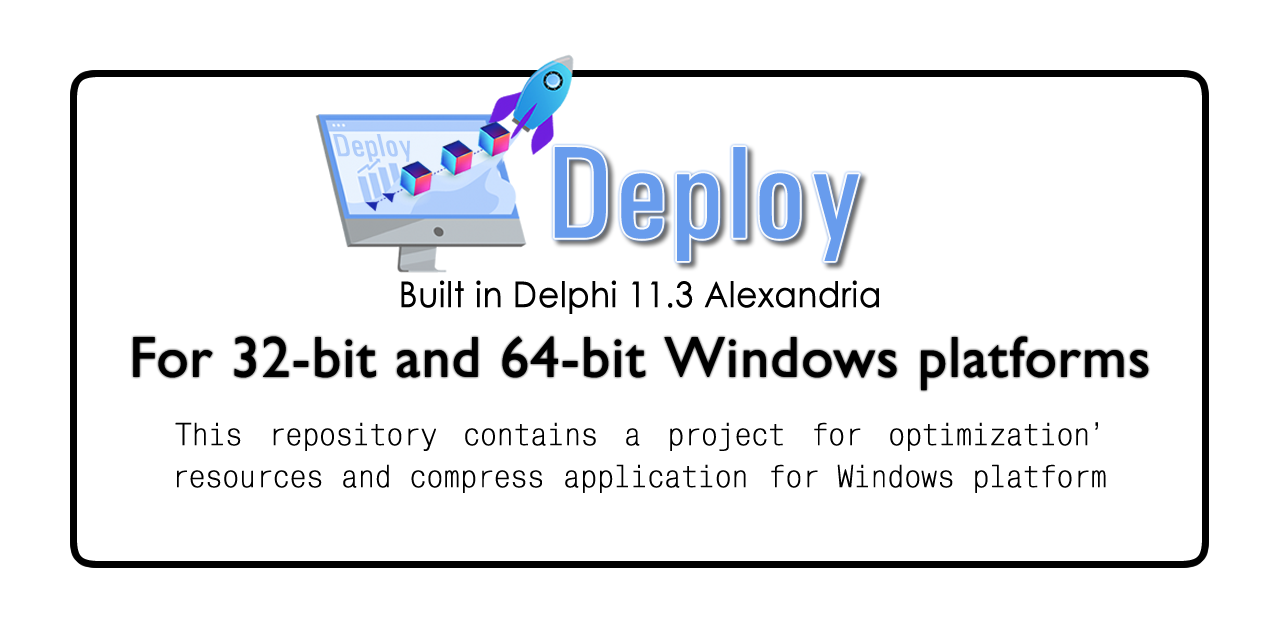 Deploy
Deploy
Built in Delphi 11.3 Alexandria
For 32-bit and 64-bit Windows platforms
This repository contains a project for optimization’
resources and compress application for Windows platform